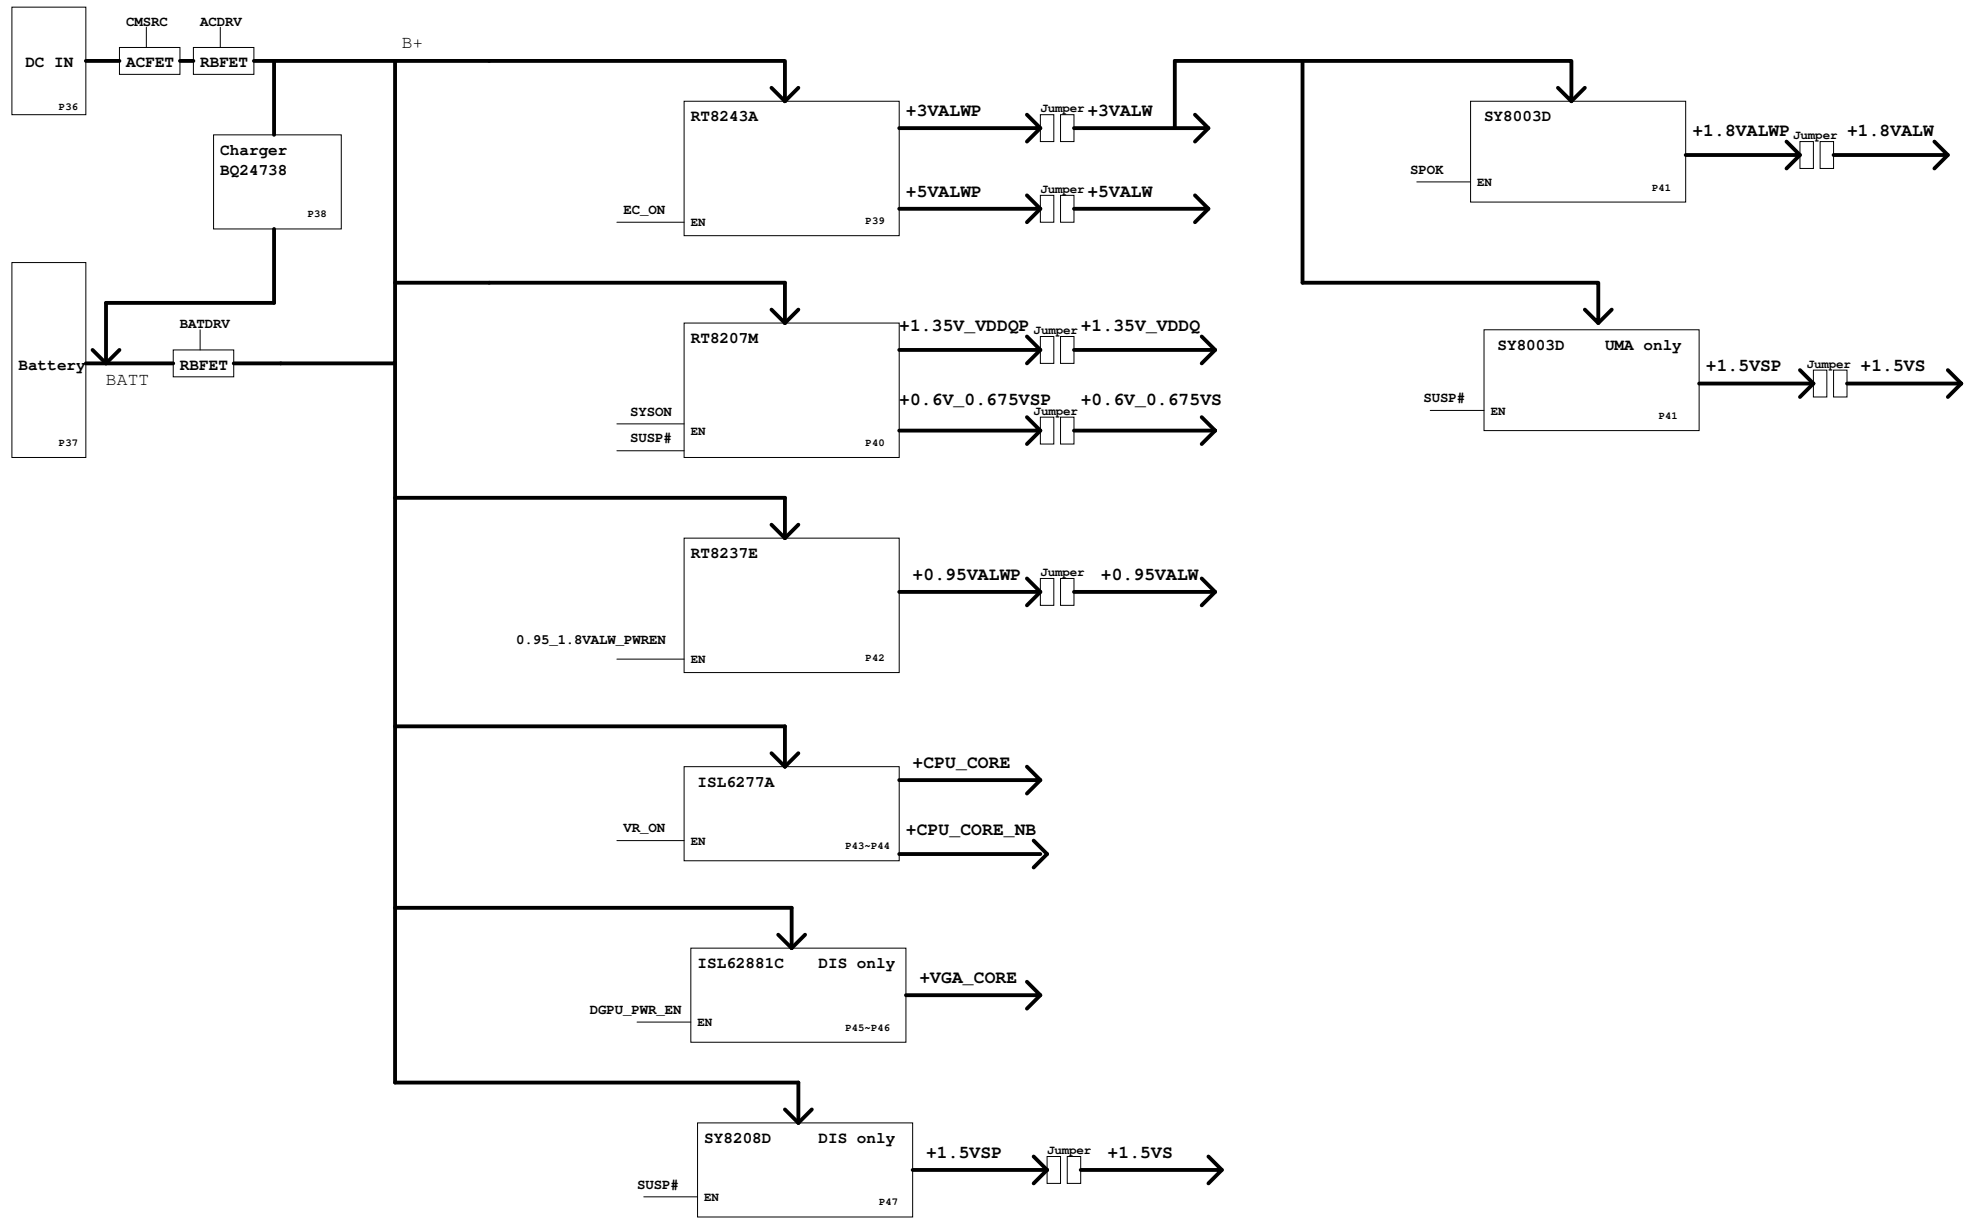 CMSRC
ACDRV
B+
DC IN
ACFET
RBFET
P36
Charger
BQ24738
P38
BATDRV
Battery
RBFET
BATT
P37
RT8243A
+3VALWP
Jumper
+3VALW
+5VALWP
Jumper
+5VALW
EC_ON
EN
P39
SY8003D
+1.8VALWP
Jumper
+1.8VALW
SPOK
EN
P41
RT8207M
+1.35V_VDDQP
Jumper
+1.35V_VDDQ
+0.6V_0.675VSP
Jumper
+0.6V_0.675VS
SYSON
EN
SUSP#
P40
SY8003D
UMA only
+1.5VSP
Jumper
+1.5VS
SUSP#
EN
P41
RT8237E
+0.95VALWP
Jumper
+0.95VALW
0.95_1.8VALW_PWREN
EN
P42
ISL6277A
+CPU_CORE
+CPU_CORE_NB
VR_ON
EN
P43~P44
ISL62881C
DIS only
+VGA_CORE
DGPU_PWR_EN
EN
P45~P46
SY8208D
DIS only
+1.5VSP
Jumper
+1.5VS
SUSP#
EN
P47